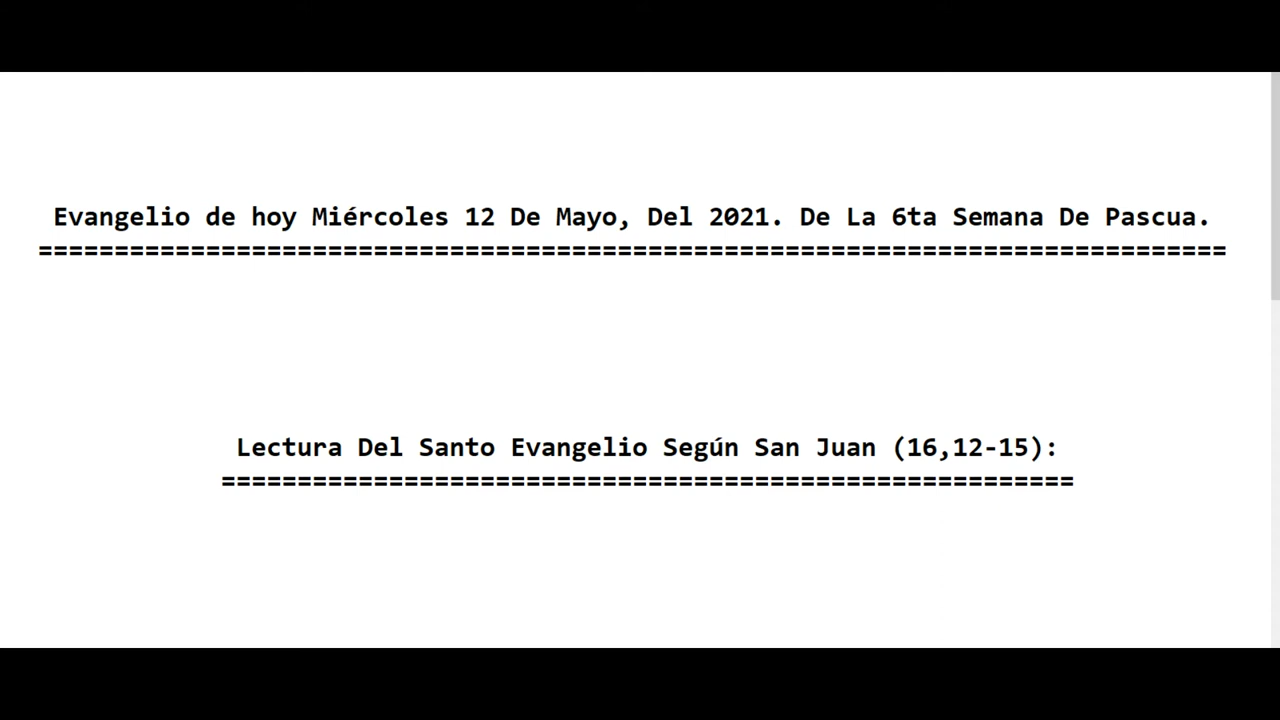 Evangelio de hoy Miércoles 12 De Mayo, Del 2021. De La 6ta Semana De Pascua.
==============================================================================
Lectura Del Santo Evangelio Según San Juan (16,12-15):
========================================================